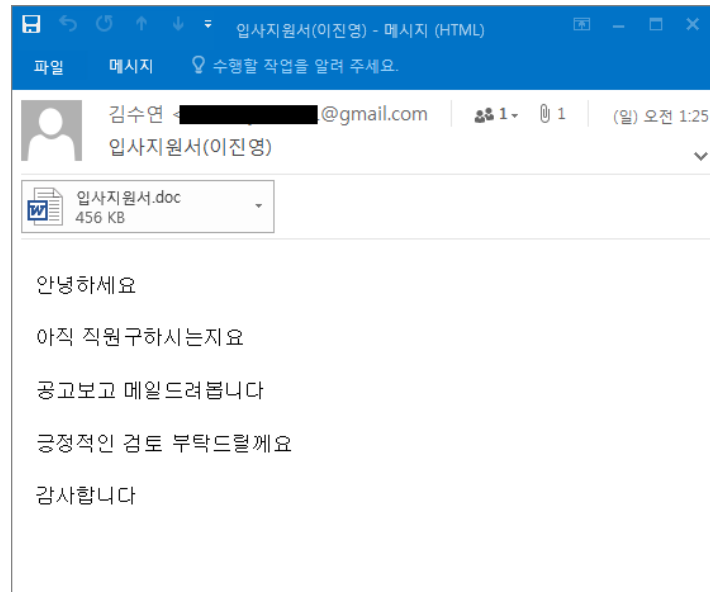 입사지원서(이진영) - 메시지 (HTML)
파일 메시지 수행할 작업을 알려 주세요.
김수연 < @gmail.com 1 1 (일) 오전 1:25
입사지원서(이진영)
입사지원서.doc
456 KB
안녕하세요
아직 직원구하시는지요
공고보고 메일드려봅니다
긍정적인 검토 부탁드릴께요
감사합니다